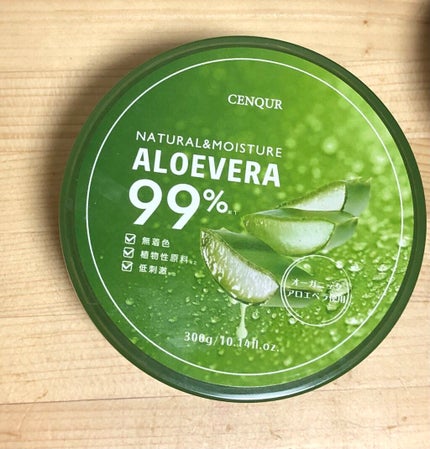 CENQUR
NATURAL&MOISTURE
ALOEVERA
99%
無着色
植物性原料
低刺激
オーガニック
アロエベラ使用
300g/10.14fl.oz.